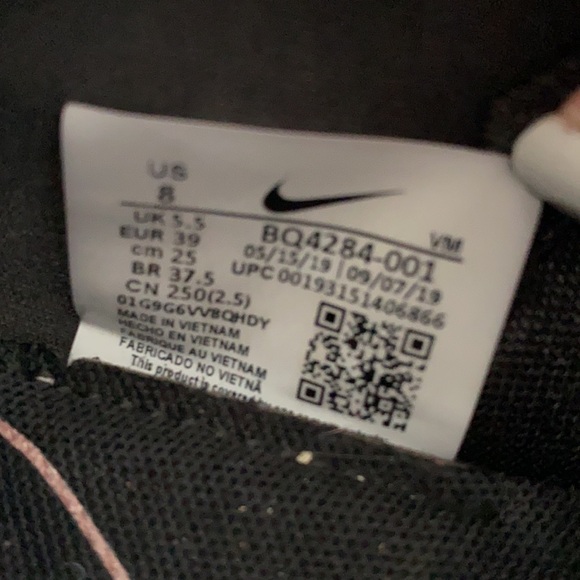 US
8
UK 5.5
EUR 39
cm 25
BR 37.5
CN 250(2.5)
VM
BQ4284-001
05/15/19 | 09/07/19
UPC 00193151406866
MADE IN VIETNAM
HECHO EN VIETNAM
FABRIQUE AU VIETNAM
FABRICADO NO VIETNÃ
This product is covered